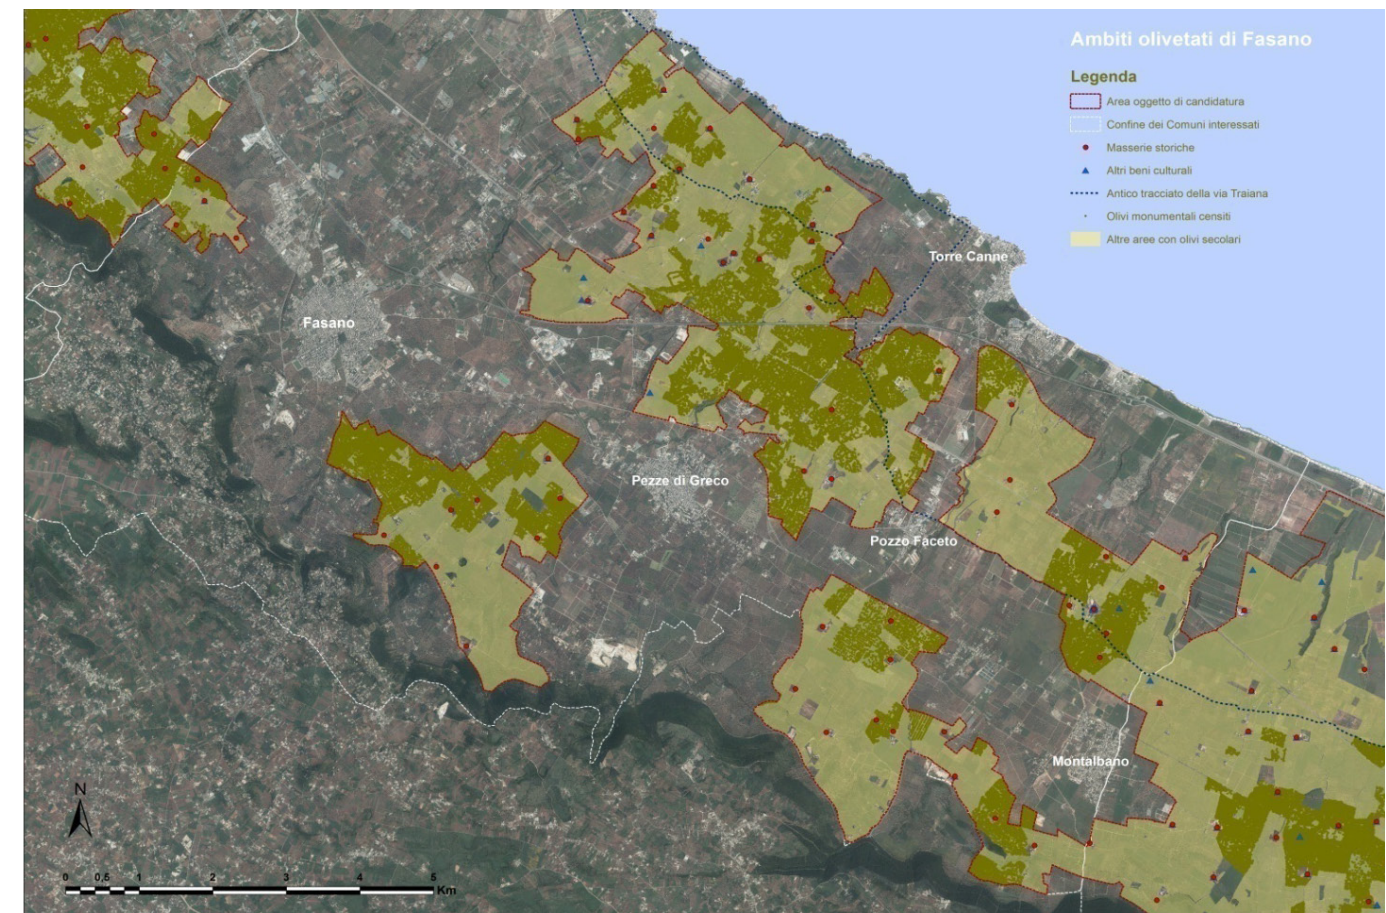 Ambiti olivetati di Fasano
Legenda
Area oggetto di candidatura
Confine dei Comuni interessati
Masserie storiche
Altri beni culturali
Antico tracciato della via Traiana
Olivi monumentali censiti
Altre aree con olivi secolari
Torre Canne
Fasano
Pezze di Greco
Pozzo Faceto
Montalbano
N
0 0,5 1 2 3 4 5
Km